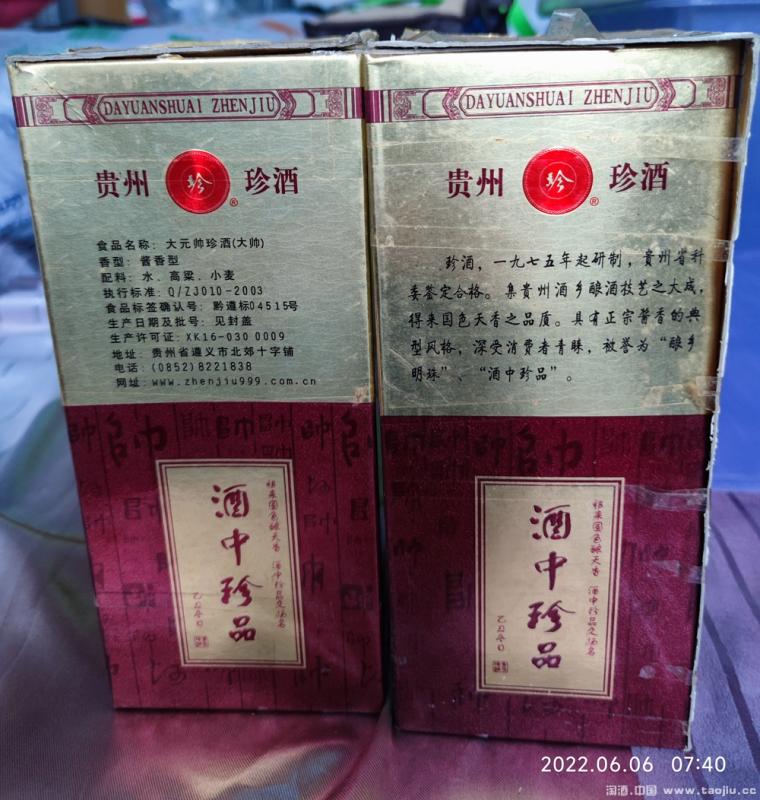 DAYUANSHUAI ZHENJIU
贵州 珍 珍酒
®
食品名称: 大元帅珍酒(大帅)
香型: 酱香型
配料: 水、高粱、小麦
执行标准: Q/ZJ010-2003
食品标签确认号: 黔遵标04515号
生产日期及批号: 见封盖
生产许可证: XK16-030 0009
地址: 贵州省遵义市北郊十字铺
电话: (0852)8221838
网址: www.zhenjiu999.com.cn
酒中珍品
乙丑冬日
DAYUANSHUAI ZHENJIU
贵州 珍 珍酒
®
珍酒，一九七五年起研制，贵州省科
委签定合格。集贵州酒乡酿酒技艺之大成，
得来国色天香之品质。具有正宗酱香的典
型风格，深受消费者青睐，被誉为“酿乡
明珠”、“酒中珍品”。
酒中珍品
乙丑冬日
2022.06.06 07:40
淘酒.中国 www.taojiu.cc